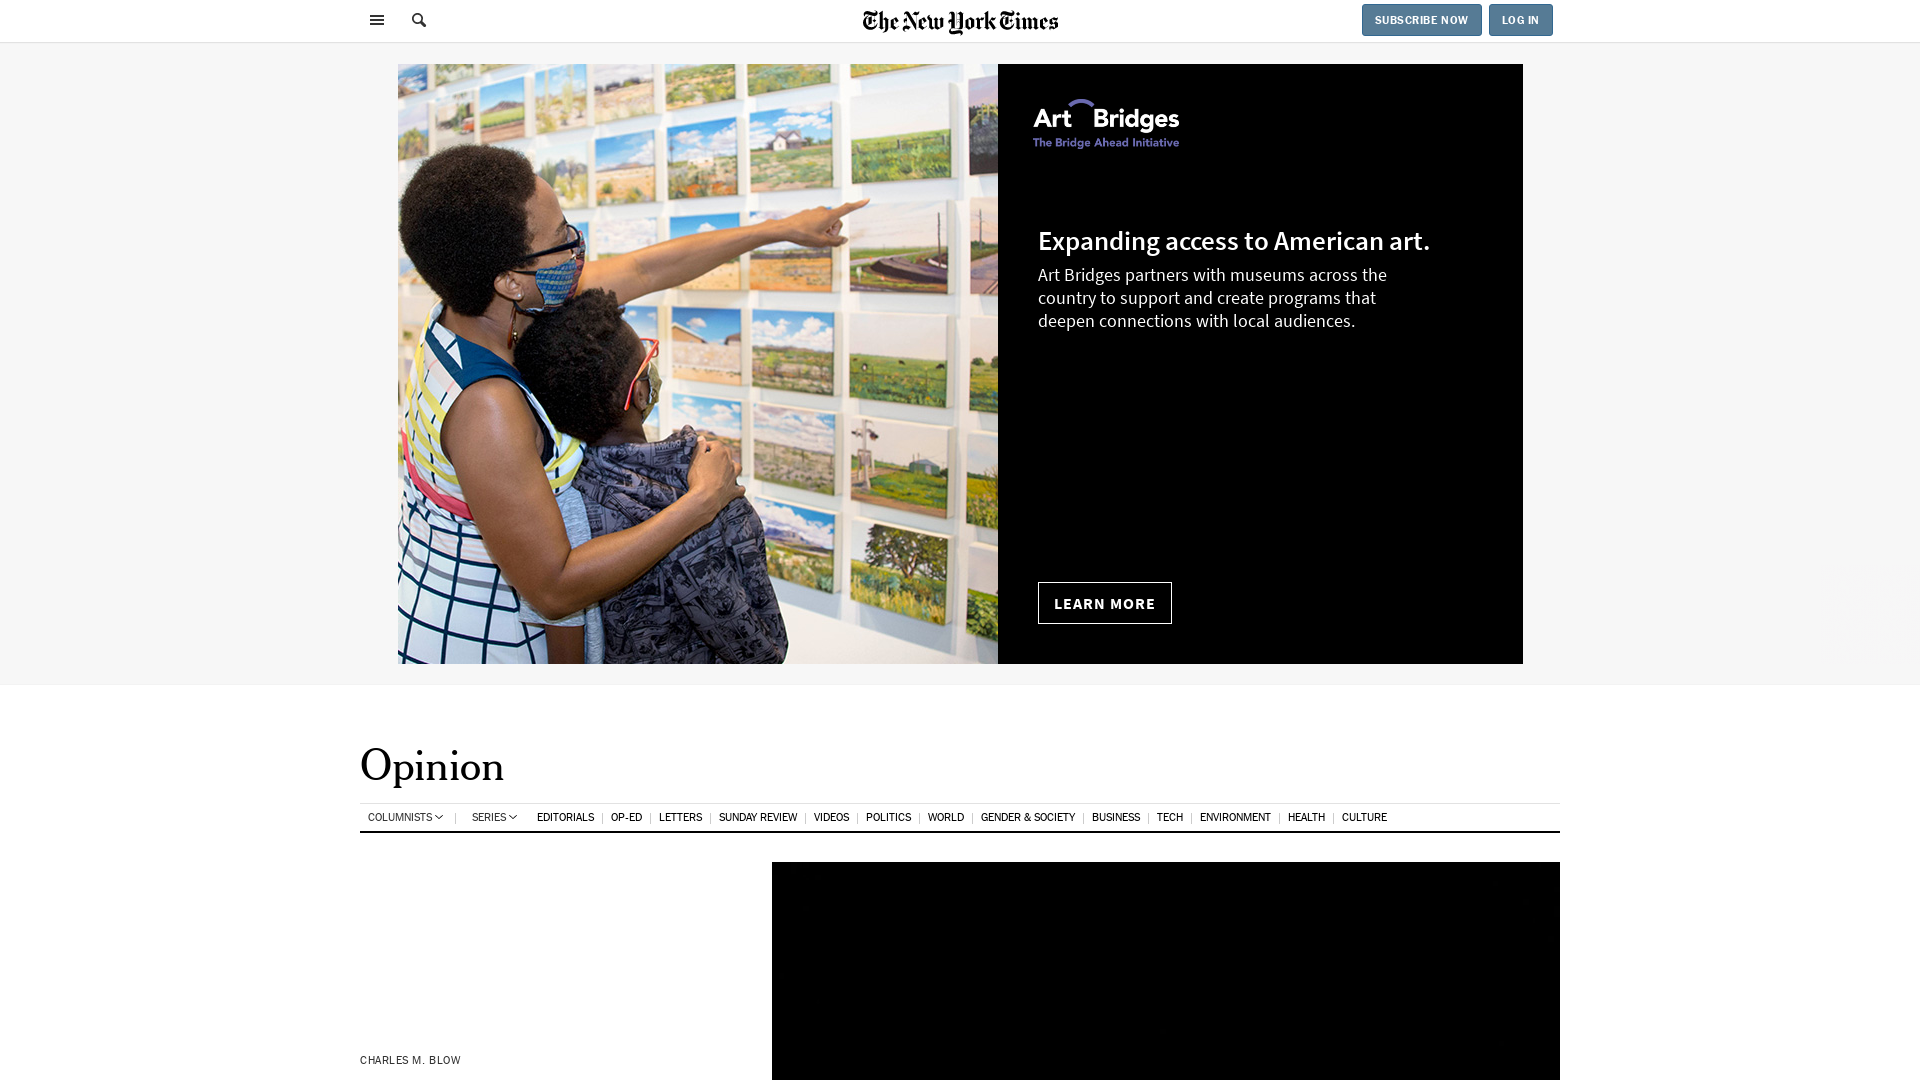 The New York Times
SUBSCRIBE NOW
LOG IN
Art Bridges
The Bridge Ahead Initiative
Expanding access to American art.
Art Bridges partners with museums across the
country to support and create programs that
deepen connections with local audiences.
LEARN MORE
Opinion
COLUMNISTS SERIES EDITORIALS OP-ED LETTERS SUNDAY REVIEW VIDEOS POLITICS WORLD GENDER & SOCIETY BUSINESS TECH ENVIRONMENT HEALTH CULTURE
CHARLES M. BLOW